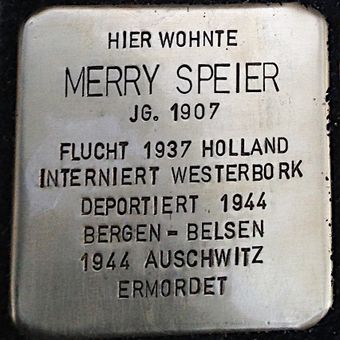 HIER WOHNTE
MERRY SPEIER
JG. 1907
FLUCHT 1937 HOLLAND
INTERNIERT WESTERBORK
DEPORTIERT 1944
BERGEN-BELSEN
1944 AUSCHWITZ
ERMORDET